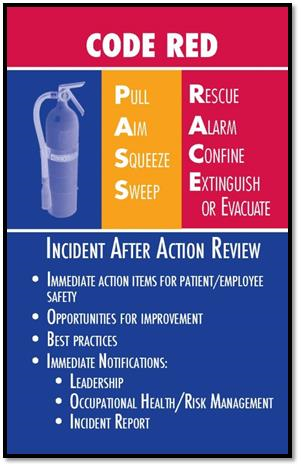 CODE RED
PULL
AIM
SQUEEZE
SWEEP
RESCUE
ALARM
CONFINE
EXTINGUISH
OR EVACUATE
INCIDENT AFTER ACTION REVIEW
• IMMEDIATE ACTION ITEMS FOR PATIENT/EMPLOYEE
SAFETY
• OPPORTUNITIES FOR IMPROVEMENT
• BEST PRACTICES
• IMMEDIATE NOTIFICATIONS:
• LEADERSHIP
• OCCUPATIONAL HEALTH/RISK MANAGEMENT
• INCIDENT REPORT